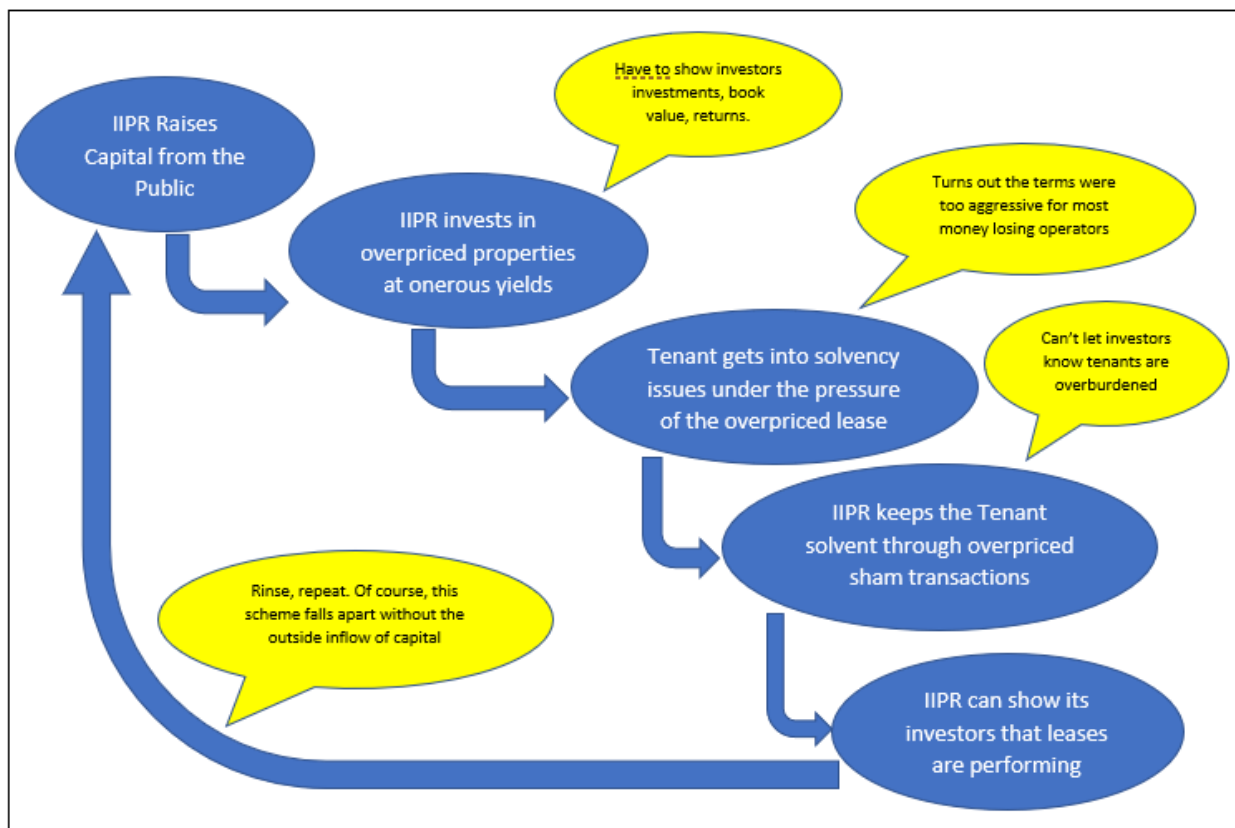 IIPR Raises
Capital from the
Public
Have to show investors
investments, book
value, returns.
IIPR invests in
overpriced properties
at onerous yields
Turns out the terms were
too aggressive for most
money losing operators
Tenant gets into solvency
issues under the pressure
of the overpriced lease
Can't let investors
know tenants are
overburdened
IIPR keeps the Tenant
solvent through overpriced
sham transactions
IIPR can show its
investors that leases
are performing
Rinse, repeat. Of course, this
scheme falls apart without the
outside inflow of capital